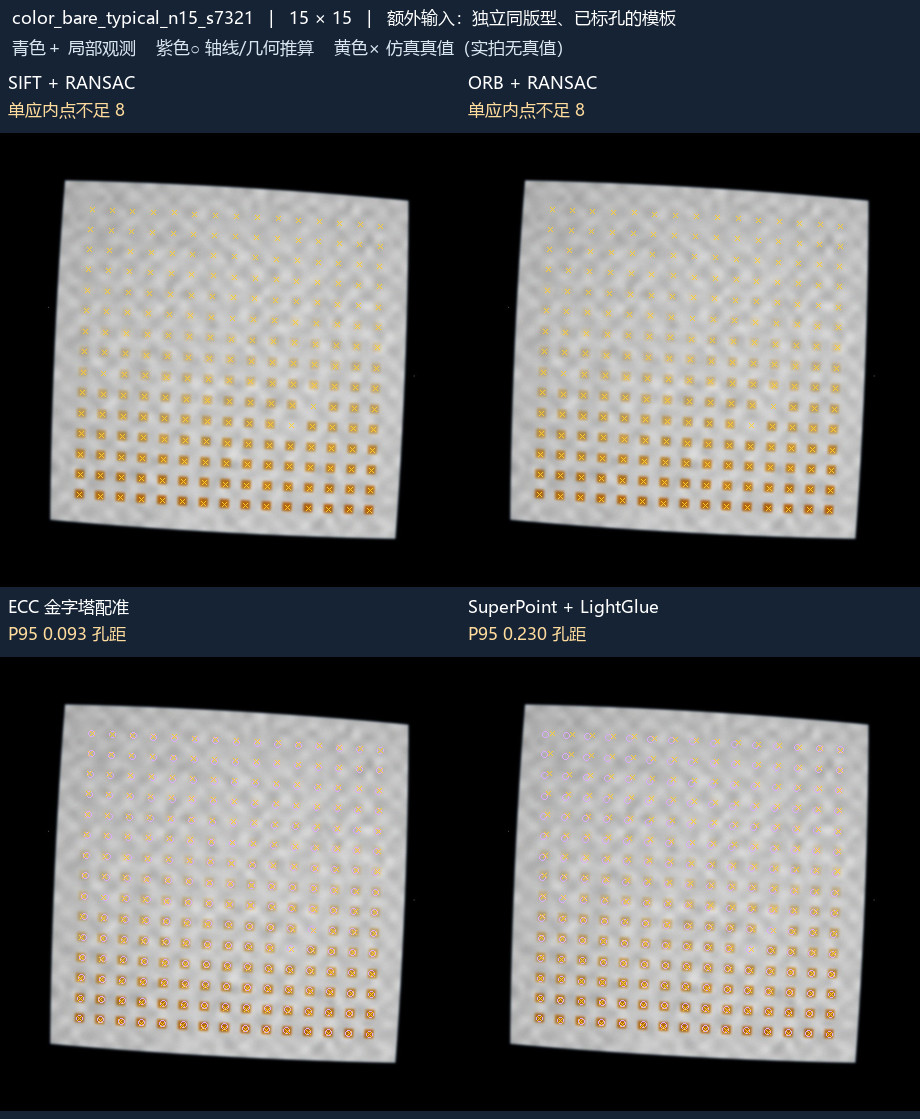 color_bare_typical_n15_s7321 | 15 × 15 | 额外输入：独立同版型、已标孔的模板
青色＋ 局部观测 紫色○ 轴线/几何推算 黄色× 仿真真值（实拍无真值）
SIFT + RANSAC
单应内点不足 8
ORB + RANSAC
单应内点不足 8
ECC 金字塔配准
P95 0.093 孔距
SuperPoint + LightGlue
P95 0.230 孔距